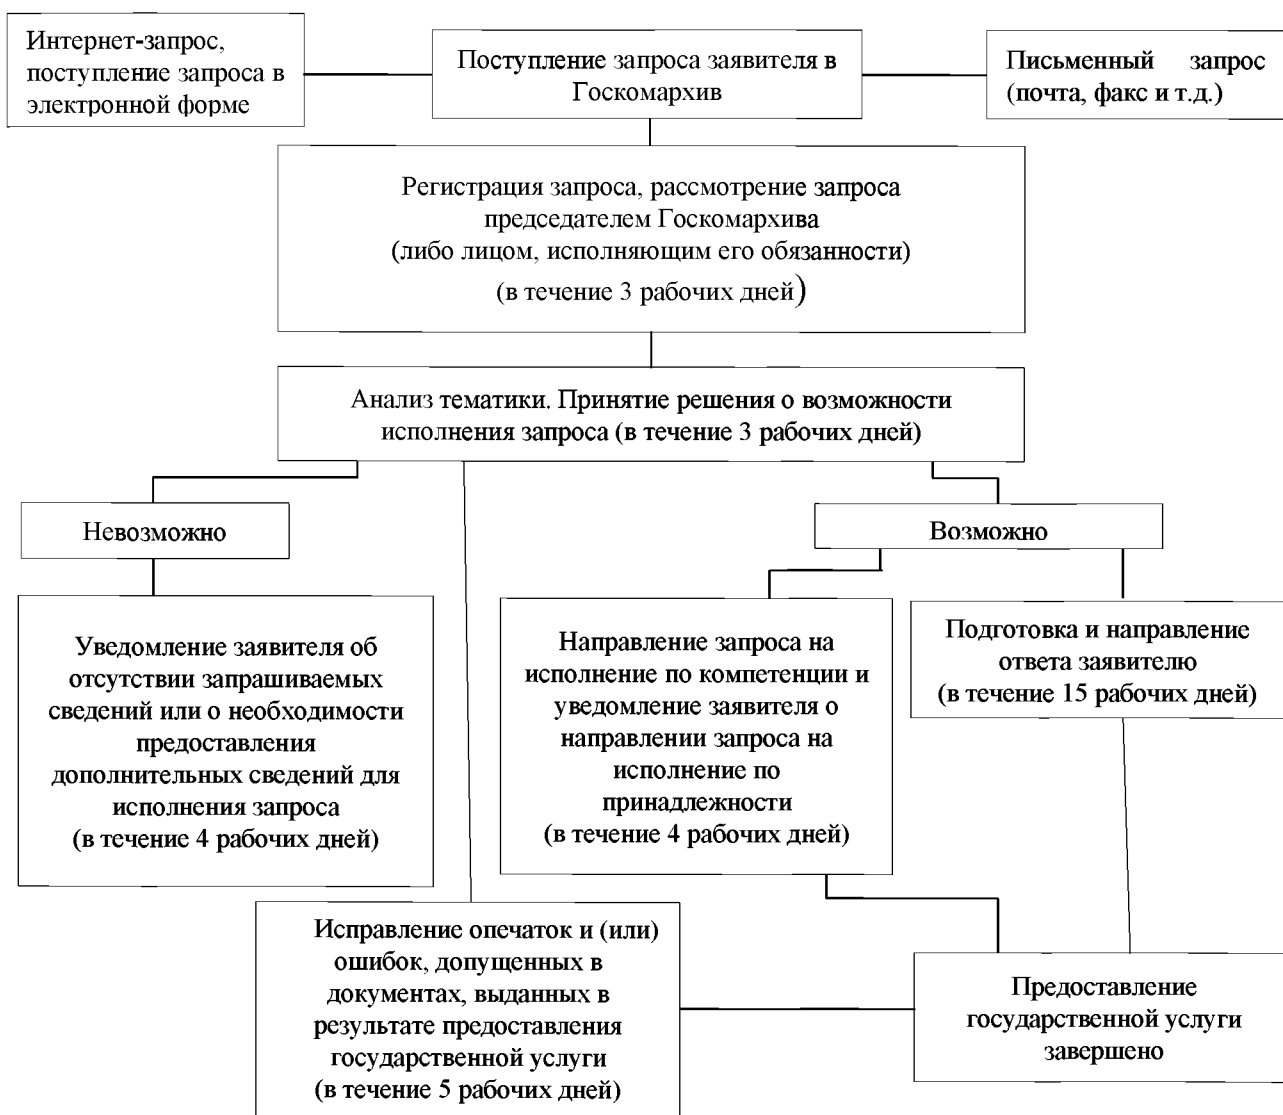 Интернет-запрос,
поступление запроса в
электронной форме
Поступление запроса заявителя в
Госкомархив
Письменный запрос
(почта, факс и т.д.)
Регистрация запроса, рассмотрение запроса
председателем Госкомархива
(либо лицом, исполняющим его обязанности)
(в течение 3 рабочих дней)
Анализ тематики. Принятие решения о возможности
исполнения запроса (в течение 3 рабочих дней)
Невозможно
Возможно
Уведомление заявителя об
отсутствии запрашиваемых
сведений или о необходимости
предоставления
дополнительных сведений для
исполнения запроса
(в течение 4 рабочих дней)
Направление запроса на
исполнение по компетенции и
уведомление заявителя о
направлении запроса на
исполнение по
принадлежности
(в течение 4 рабочих дней)
Подготовка и направление
ответа заявителю
(в течение 15 рабочих дней)
Исправление опечаток и (или)
ошибок, допущенных в
документах, выданных в
результате предоставления
государственной услуги
(в течение 5 рабочих дней)
Предоставление
государственной услуги
завершено